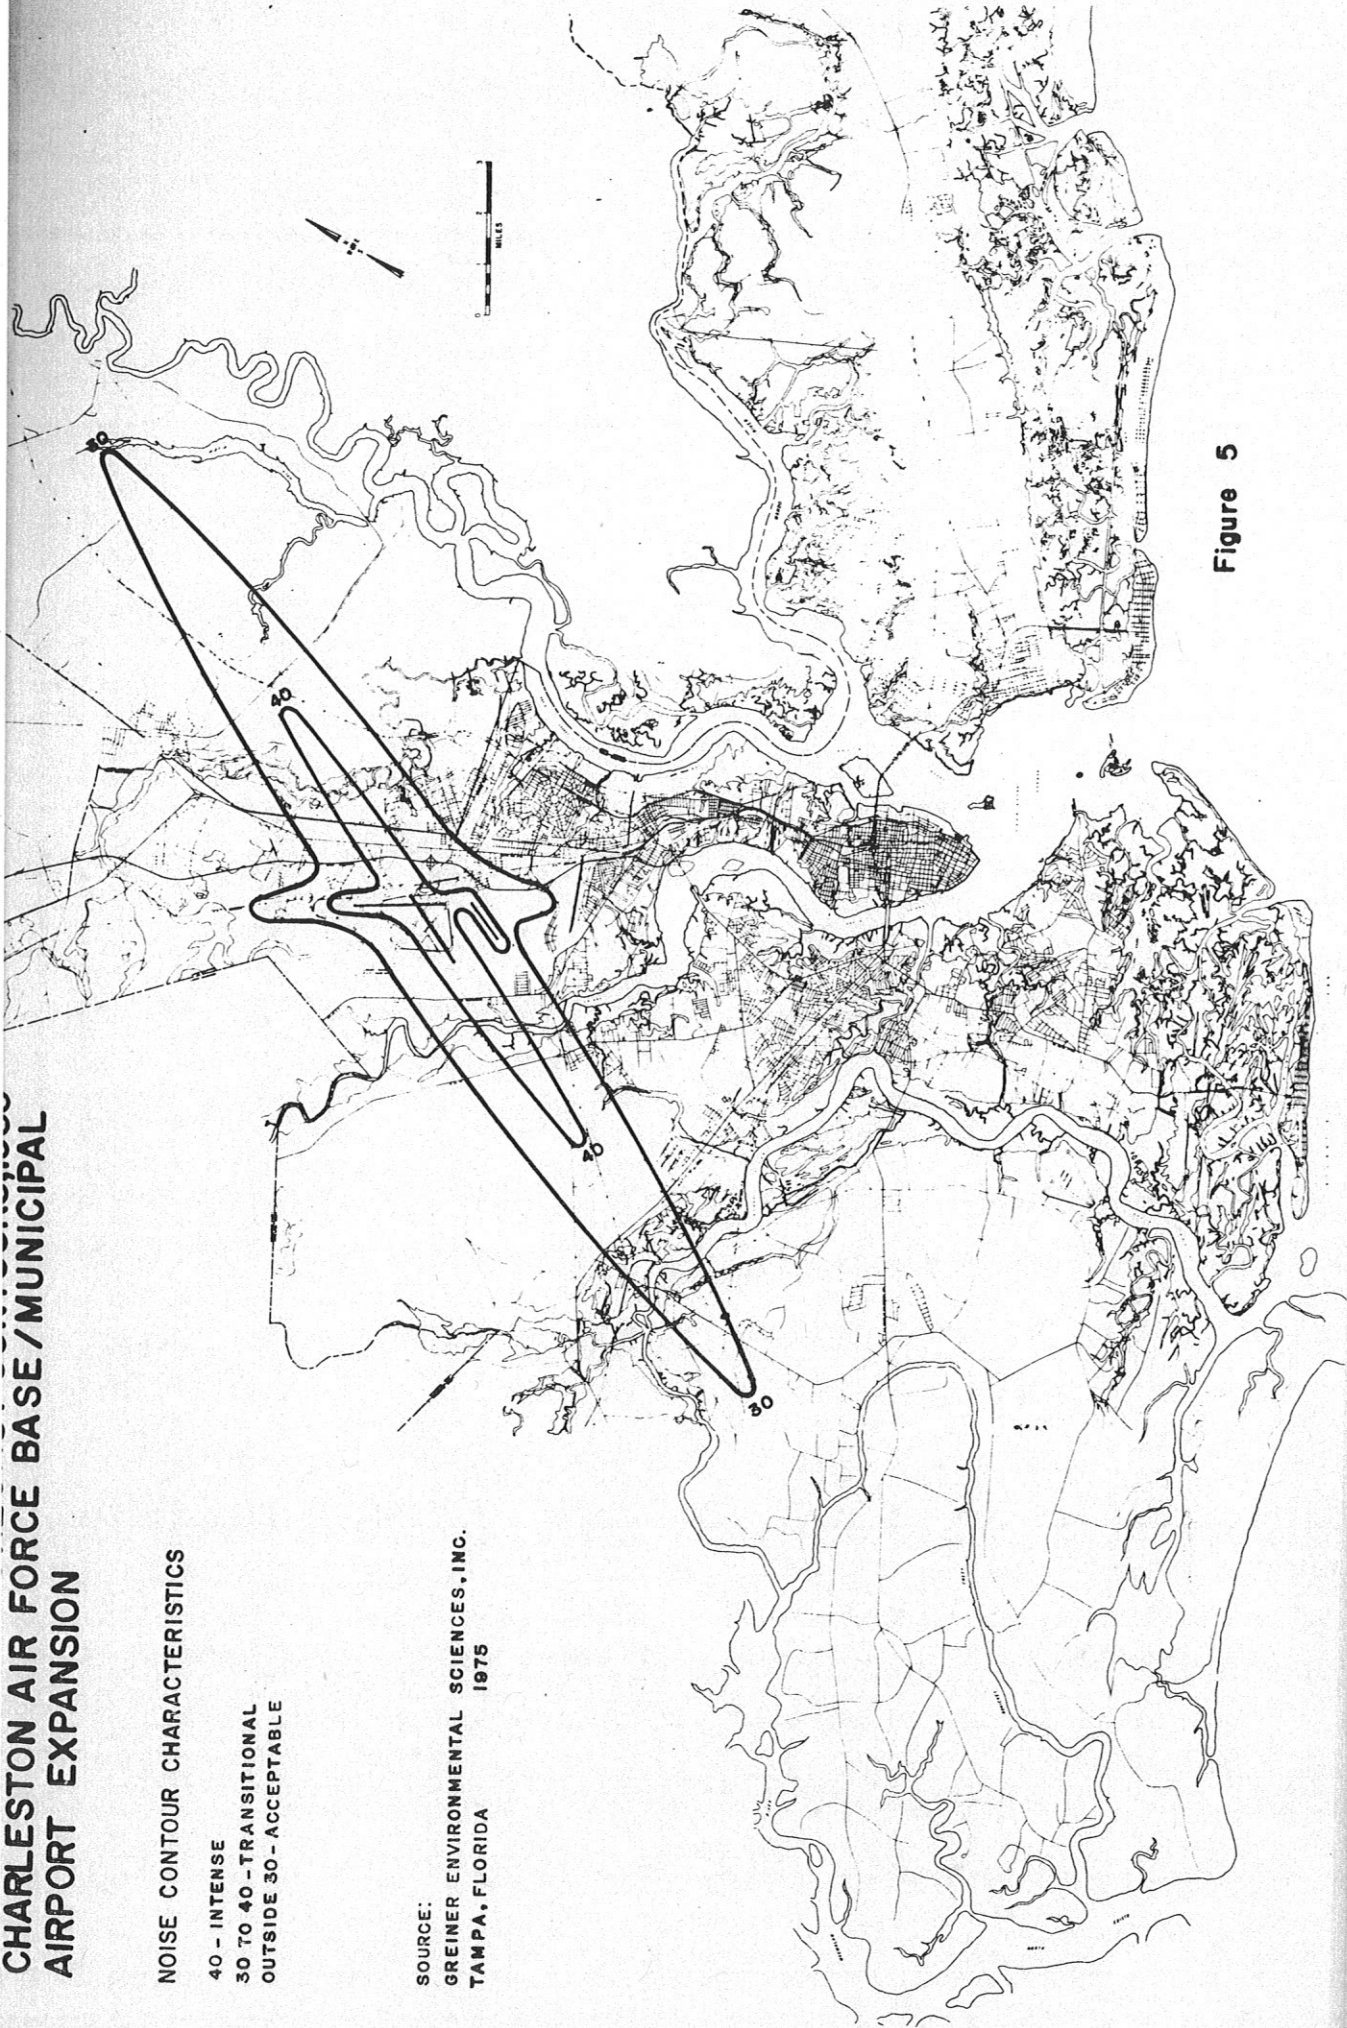 CHARLESTON AIR FORCE BASE/MUNICIPAL
AIRPORT EXPANSION
NOISE CONTOUR CHARACTERISTICS
40 - INTENSE
30 TO 40 - TRANSITIONAL
OUTSIDE 30 - ACCEPTABLE
SOURCE:
GREINER ENVIRONMENTAL SCIENCES, INC.
TAMPA, FLORIDA 1975
30
40
40
30
MILES
Figure 5